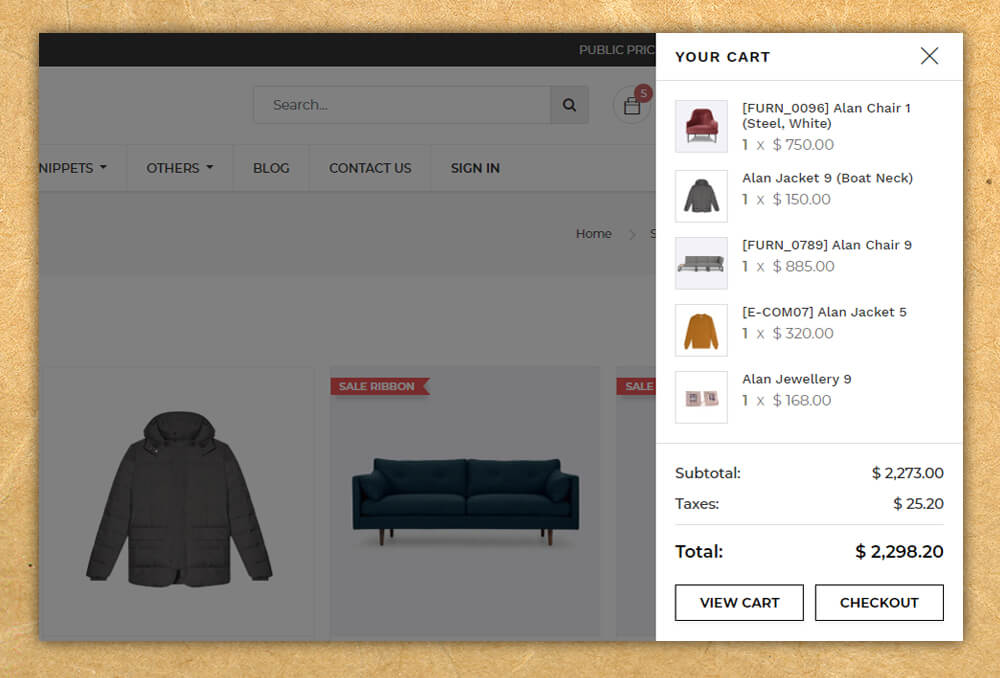 PUBLIC PRIC
Search...
5
NIPPETS
OTHERS
BLOG
CONTACT US
SIGN IN
Home
S
SALE RIBBON
SALE
YOUR CART
[FURN_0096] Alan Chair 1
(Steel, White)
1 x $ 750.00
Alan Jacket 9 (Boat Neck)
1 x $ 150.00
[FURN_0789] Alan Chair 9
1 x $ 885.00
[E-COM07] Alan Jacket 5
1 x $ 320.00
Alan Jewellery 9
1 x $ 168.00
Subtotal: $ 2,273.00
Taxes: $ 25.20
Total: $ 2,298.20
VIEW CART CHECKOUT